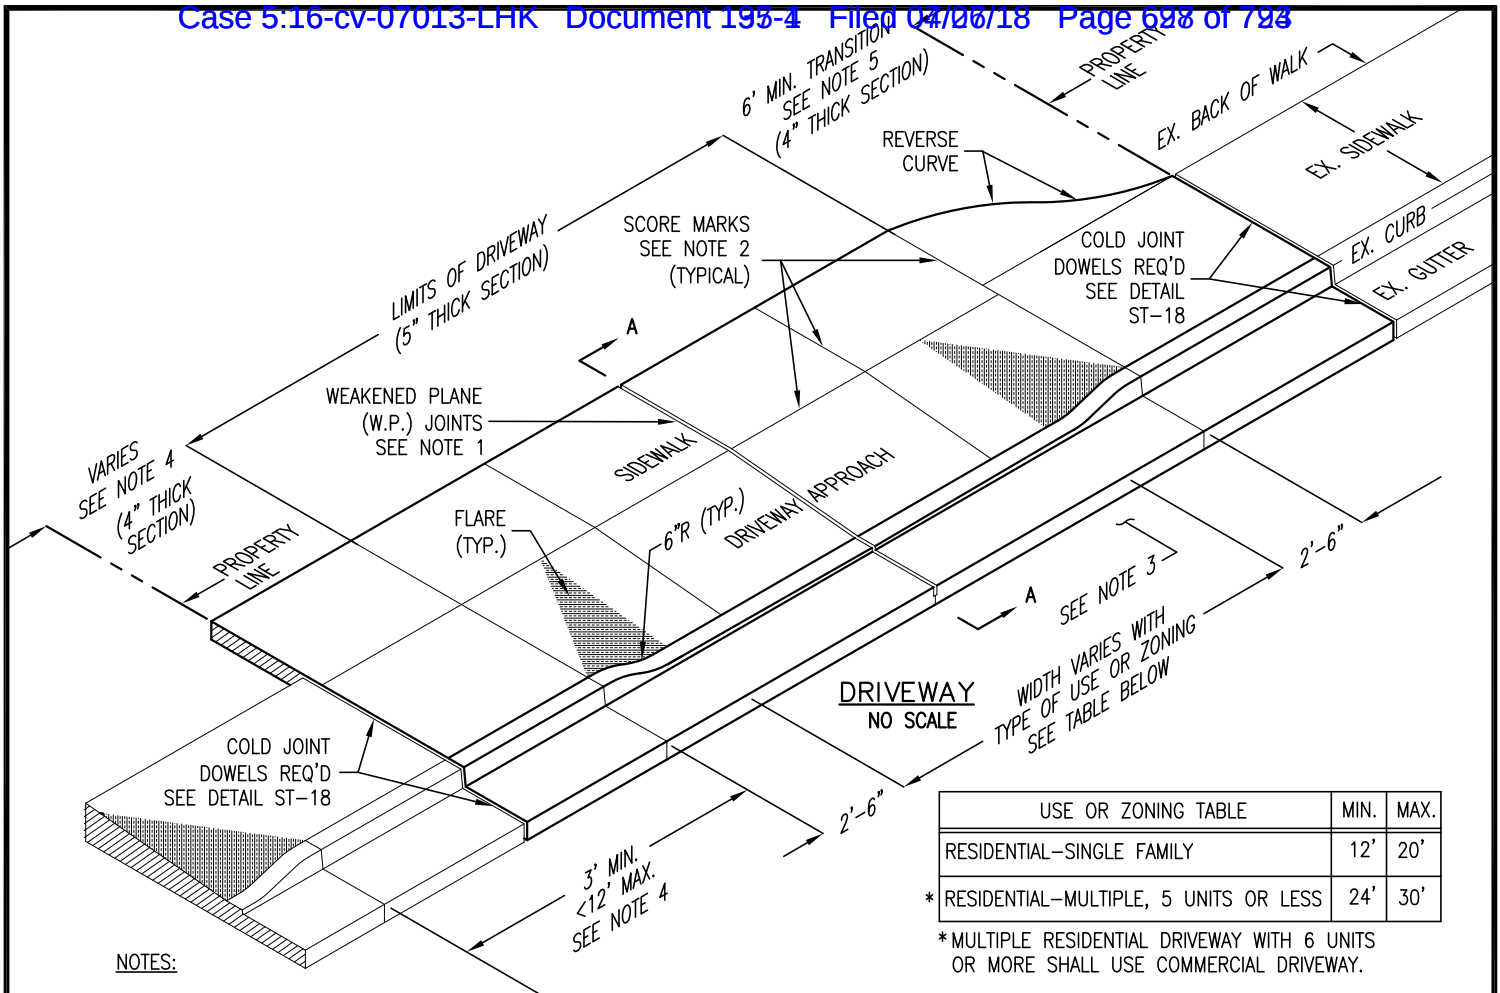 Case 5:16-cv-07013-LHK Document Filed /18 Page of
6' MIN. TRANSITION
SEE NOTE 5
(4" THICK SECTION)
PROPERTY
LINE
EX. BACK OF WALK
EX. SIDEWALK
REVERSE
CURVE
EX. CURB
EX. GUTTER
COLD JOINT
DOWELS REQ'D
SEE DETAIL
ST-18
SCORE MARKS
SEE NOTE 2
(TYPICAL)
LIMITS OF DRIVEWAY
(5" THICK SECTION)
A
WEAKENED PLANE
(W.P.) JOINTS
SEE NOTE 1
VARIES
SEE NOTE 4
(4" THICK
SECTION)
PROPERTY
LINE
SIDEWALK
DRIVEWAY APPROACH
FLARE
(TYP.)
6"R (TYP.)
2'-6"
SEE NOTE 3
A
WIDTH VARIES WITH
TYPE OF USE OR ZONING
SEE TABLE BELOW
DRIVEWAY
NO SCALE
COLD JOINT
DOWELS REQ'D
SEE DETAIL ST-18
2'-6"
3' MIN.
<12' MAX.
SEE NOTE 4
USE OR ZONING TABLE MIN. MAX.
RESIDENTIAL-SINGLE FAMILY 12' 20'
* RESIDENTIAL-MULTIPLE, 5 UNITS OR LESS 24' 30'
* MULTIPLE RESIDENTIAL DRIVEWAY WITH 6 UNITS
OR MORE SHALL USE COMMERCIAL DRIVEWAY.
NOTES: